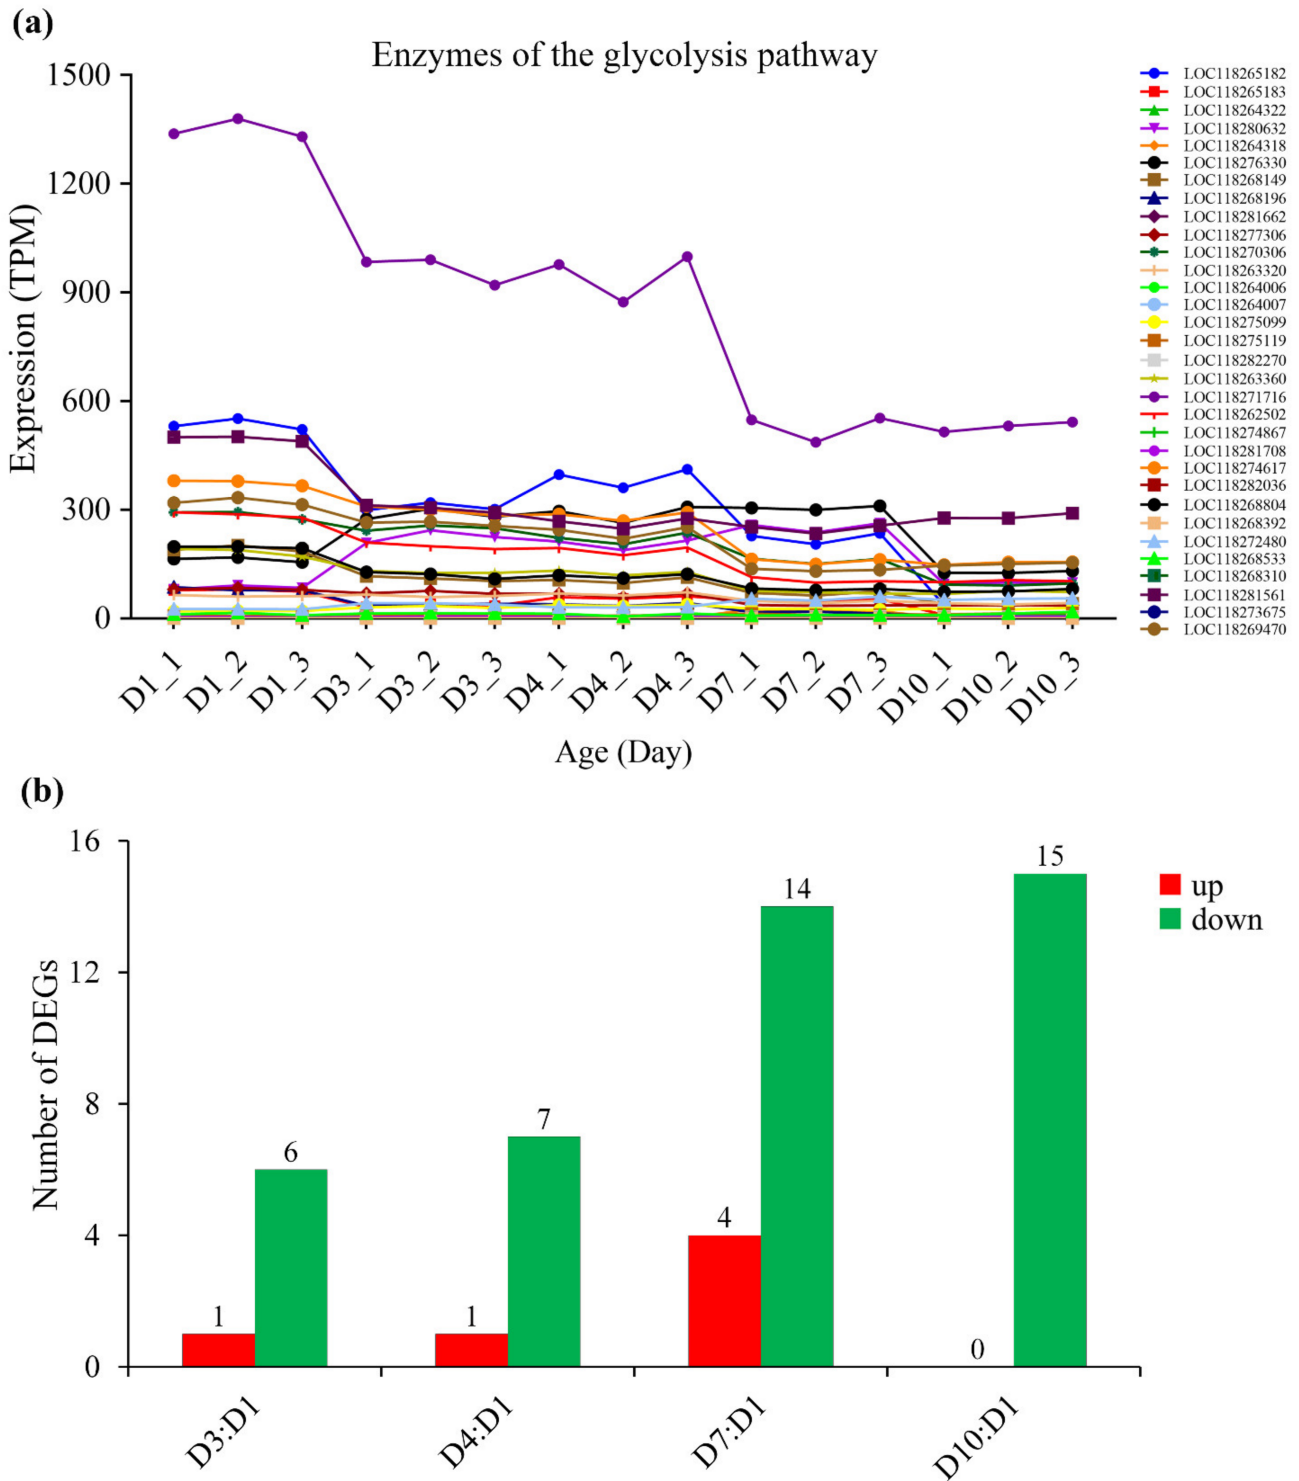 (a)
Enzymes of the glycolysis pathway
Expression (TPM)
1500
1200
900
600
300
0
D1_1
D1_2
D1_3
D3_1
D3_2
D3_3
D4_1
D4_2
D4_3
D7_1
D7_2
D7_3
D10_1
D10_2
D10_3
Age (Day)
LOC118265182
LOC118265183
LOC118264322
LOC118280632
LOC118264318
LOC118276330
LOC118268149
LOC118268196
LOC118281662
LOC118277306
LOC118270306
LOC118263320
LOC118264006
LOC118264007
LOC118275099
LOC118275119
LOC118282270
LOC118263360
LOC118271716
LOC118262502
LOC118274867
LOC118281708
LOC118274617
LOC118282036
LOC118268804
LOC118268392
LOC118272480
LOC118268533
LOC118268310
LOC118281561
LOC118273675
LOC118269470
(b)
Number of DEGs
16
12
8
4
0
1
6
1
7
4
14
0
15
D3:D1
D4:D1
D7:D1
D10:D1
up
down